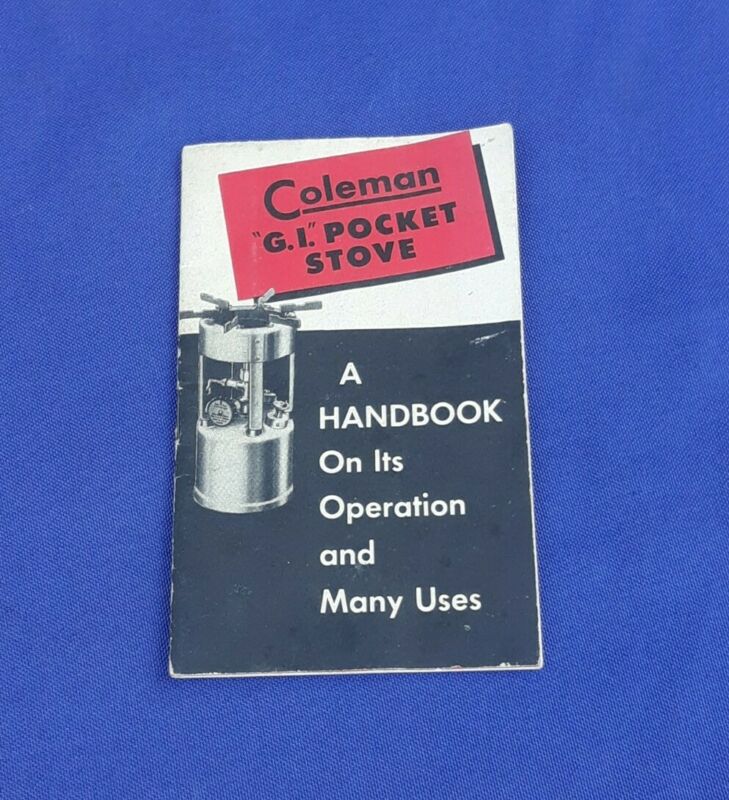 Coleman
"G.I." POCKET
STOVE
A
HANDBOOK
On Its
Operation
and
Many Uses